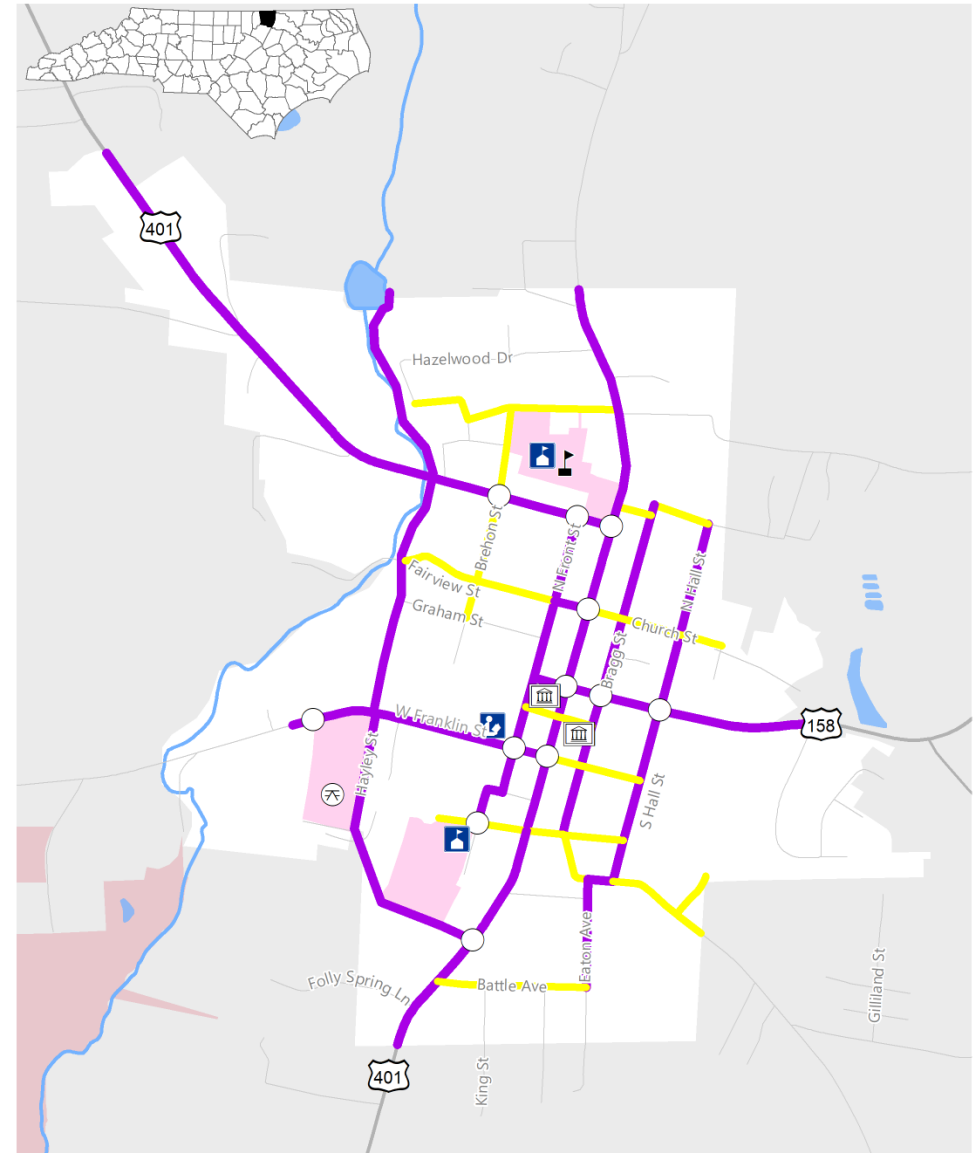 401
Hazelwood Dr
Brehon St
N Front St
Fairview St
N Hall St
Graham St
Church St
Bragg St
W Franklin St
158
Hayley St
S Hall St
Eaton Ave
Folly Spring Ln
Battle Ave
Gilliland St
King St
401